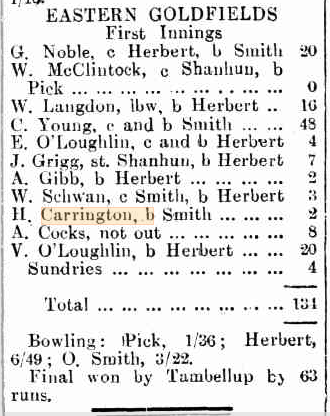 EASTERN GOLDFIELDS
First Innings
G. Noble, c Herbert, b Smith 20
W. McClintock, c Shanhun, b
Pick ... ... ... ... ... ... 0
W. Langdon, lbw, b Herbert .. 16
C. Young, c and b Smith ... ... 48
E. O'Loughlin, c and b Herbert 4
J. Grigg, st. Shanhun, b Herbert 7
A. Gibb, b Herbert ... ... ... ... 2
W. Schwan, c Smith, b Herbert 3
H. Carrington, b Smith ... ... ... 2
A. Cocks, not out ... ... ... ... 8
V. O'Loughlin, b Herbert ... ... 20
Sundries ... ... ... ... ... ... 4
Total ... ... ... ... ... ... 134
Bowling: Pick, 1/36; Herbert,
6/49; O. Smith, 3/22.
Final won by Tambellup by 63
runs.